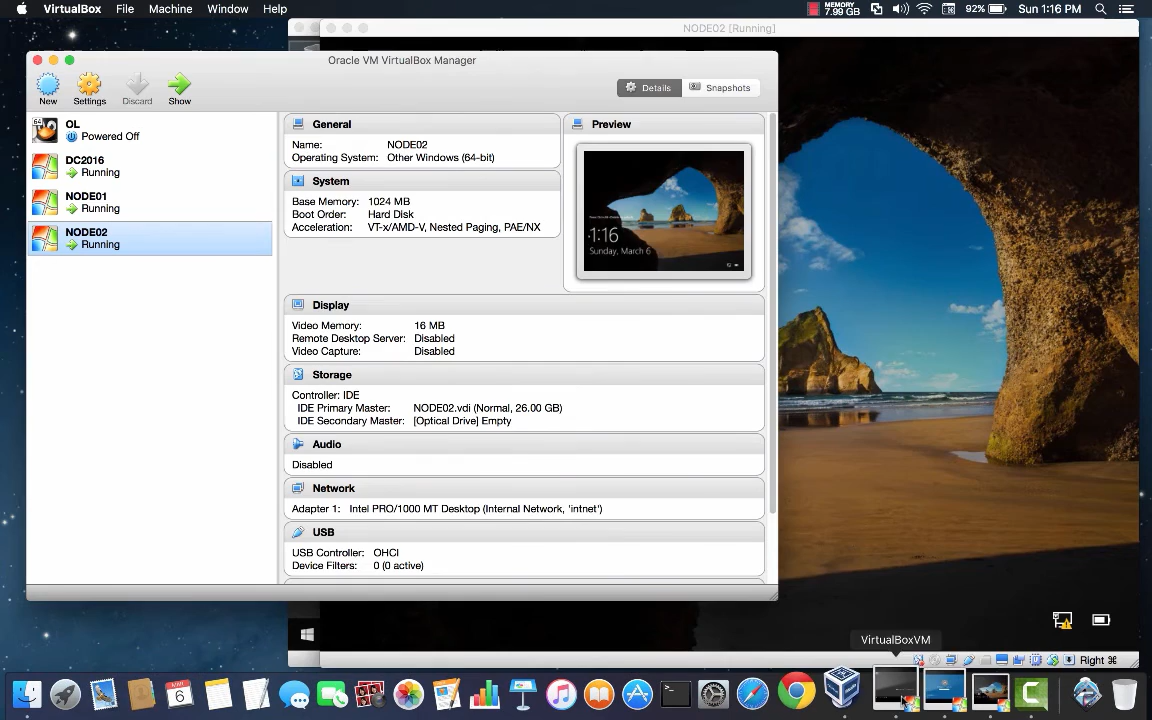 VirtualBox File Machine Window Help
MEMORY
7.99 GB
92% Sun 1:16 PM
NODE02 [Running]
Oracle VM VirtualBox Manager
New Settings Discard Show
Details Snapshots
64
OL
Powered Off
DC2016
Running
NODE01
Running
NODE02
Running
General
Name: NODE02
Operating System: Other Windows (64-bit)
System
Base Memory: 1024 MB
Boot Order: Hard Disk
Acceleration: VT-x/AMD-V, Nested Paging, PAE/NX
Preview
1:16
Sunday, March 6
Display
Video Memory: 16 MB
Remote Desktop Server: Disabled
Video Capture: Disabled
Storage
Controller: IDE
IDE Primary Master: NODE02.vdi (Normal, 26.00 GB)
IDE Secondary Master: [Optical Drive] Empty
Audio
Disabled
Network
Adapter 1: Intel PRO/1000 MT Desktop (Internal Network, 'intnet')
USB
USB Controller: OHCI
Device Filters: 0 (0 active)
VirtualBoxVM
Right ⌘
6